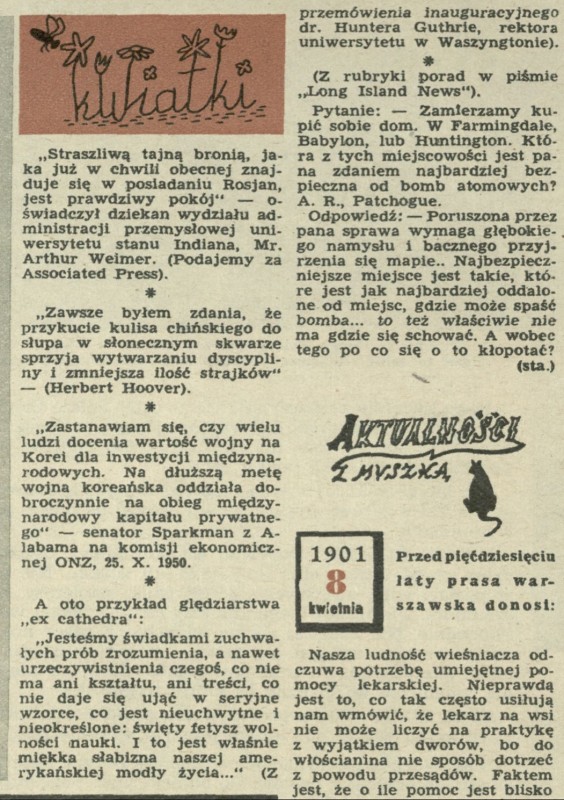 kwiatki
„Straszliwą tajną bronią, ja-
ka już w chwili obecnej znaj-
duje się w posiadaniu Rosjan,
jest prawdziwy pokój" — o-
świadczył dziekan wydziału ad-
ministracji przemysłowej uni-
wersytetu stanu Indiana, Mr.
Arthur Weimer. (Podajemy za
Associated Press).
*
„Zawsze byłem zdania, że
przykucie kulisa chińskiego do
słupa w słonecznym skwarze
sprzyja wytwarzaniu dyscypli-
ny i zmniejsza ilość strajków"
— (Herbert Hoover).
*
„Zastanawiam się, czy wielu
ludzi docenia wartość wojny na
Korei dla inwestycji międzyna-
rodowych. Na dłuższą metę
wojna koreańska oddziała do-
broczynnie na obieg między-
narodowy kapitału prywatne-
go" — senator Sparkman z A-
labama na komisji ekonomicz-
nej ONZ, 25. X. 1950.
*
A oto przykład ględziarstwa
„ex cathedra":
„Jesteśmy świadkami zuchwa-
łych prób zrozumienia, a nawet
urzeczywistnienia czegoś, co nie
ma ani kształtu, ani treści, co
nie daje się ująć w seryjne
wzorce, co jest nieuchwytne i
nieokreślone: święty fetysz wol-
ności nauki. I to jest właśnie
miękka słabizna naszej ame-
rykańskiej modły życia..." (Z
przemówienia inauguracyjnego
dr. Huntera Guthrie, rektora
uniwersytetu w Waszyngtonie).
*
(Z rubryki porad w piśmie
„Long Island News").
Pytanie: — Zamierzamy ku-
pić sobie dom. W Farmingdale,
Babylon, lub Huntington. Któ-
ra z tych miejscowości jest pa-
na zdaniem najbardziej bez-
pieczna od bomb atomowych?
A. R., Patchogue.
Odpowiedź: — Poruszona przez
pana sprawa wymaga głębokie-
go namysłu i bacznego przyj-
rzenia się mapie.. Najbezpiecz-
niejsze miejsce jest takie, któ-
re jest jak najbardziej oddalo-
ne od miejsc, gdzie może spaść
bomba... to też właściwie nie
ma gdzie się schować. A wobec
tego po co się o to kłopotać?
(sta.)
AKTUALNOŚCI
Z MYSZKĄ
1901
8
kwietnia
Przed pięćdziesięciu
laty prasa war-
szawska donosi:
Nasza ludność wieśniacza od-
czuwa potrzebę umiejętnej po-
mocy lekarskiej. Nieprawdą
jest to, co tak często usiłują
nam wmówić, że lekarz na wsi
nie może liczyć na praktykę
z wyjątkiem dworów, bo do
włościanina nie sposób dotrzeć
z powodu przesądów. Faktem
jest, że o ile pomoc jest blisko